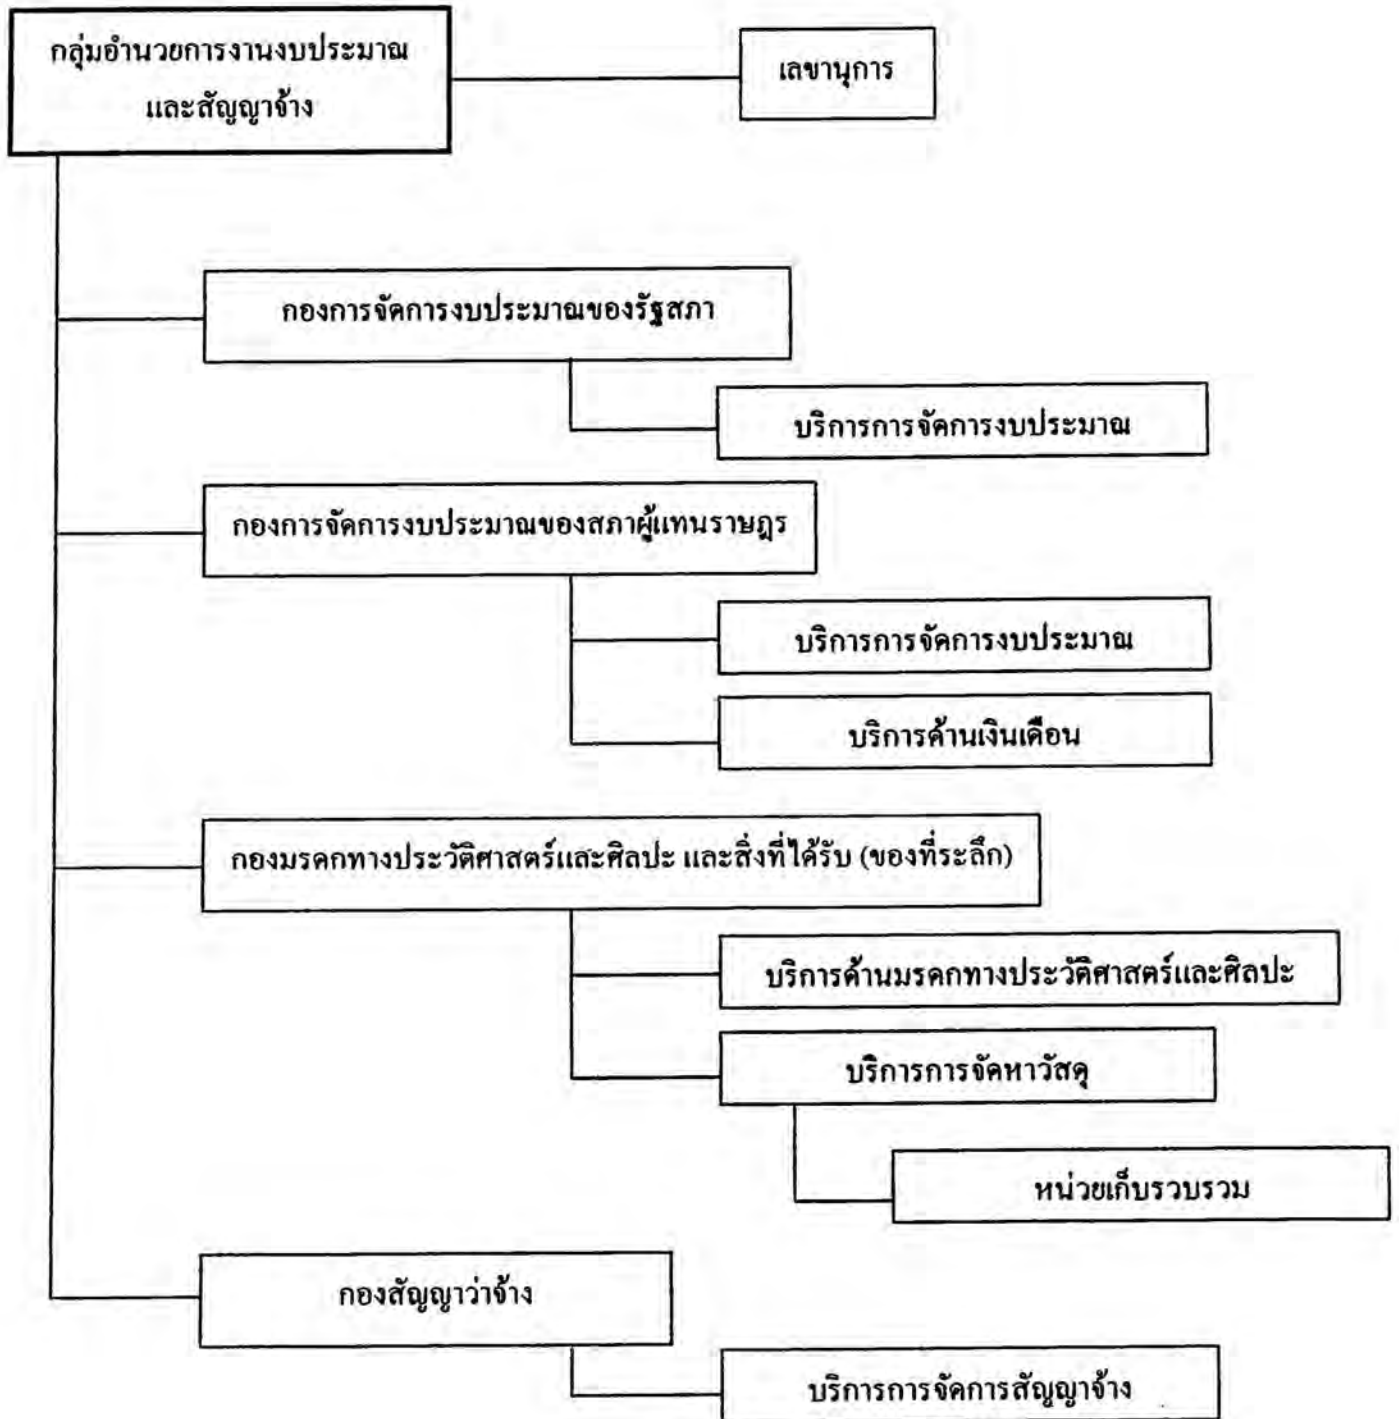 กลุ่มอำนวยการงานงบประมาณ
และสัญญาจ้าง
เลขานุการ
กองการจัดการงบประมาณของรัฐสภา
บริการการจัดการงบประมาณ
กองการจัดการงบประมาณของสภาผู้แทนราษฎร
บริการการจัดการงบประมาณ
บริการด้านเงินเดือน
กองมรดกทางประวัติศาสตร์และศิลปะ และสิ่งที่ได้รับ (ของที่ระลึก)
บริการด้านมรดกทางประวัติศาสตร์และศิลปะ
บริการการจัดหาวัสดุ
หน่วยเก็บรวบรวม
กองสัญญาว่าจ้าง
บริการการจัดการสัญญาจ้าง